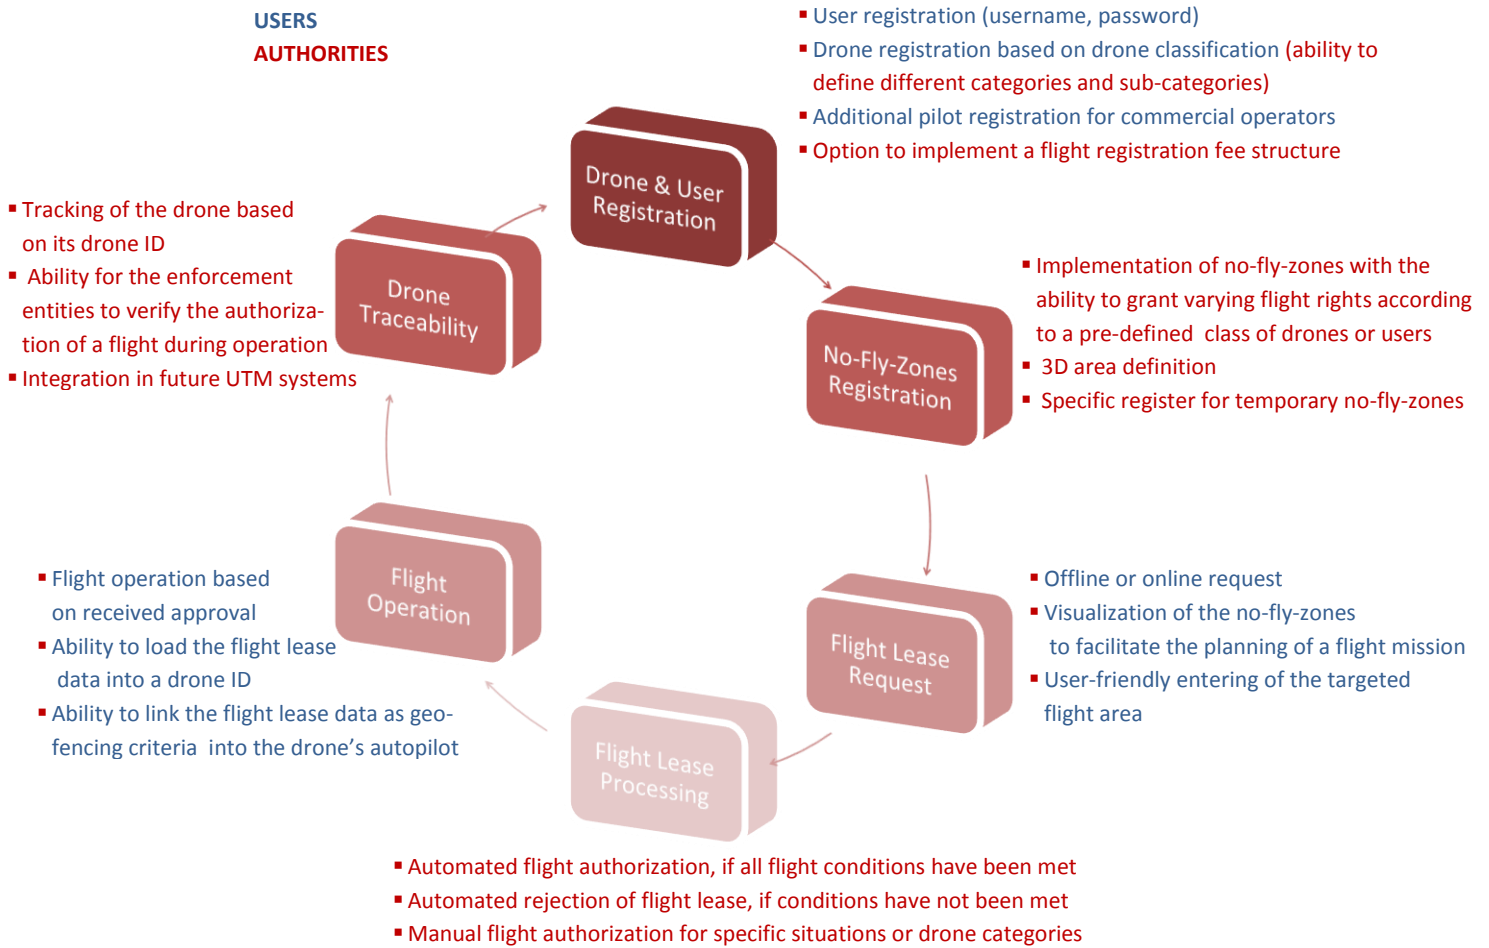 USERS
AUTHORITIES
▪ User registration (username, password)
▪ Drone registration based on drone classification (ability to
define different categories and sub-categories)
▪ Additional pilot registration for commercial operators
▪ Option to implement a flight registration fee structure
Drone & User
Registration
▪ Implementation of no-fly-zones with the
ability to grant varying flight rights according
to a pre-defined class of drones or users
▪ 3D area definition
▪ Specific register for temporary no-fly-zones
No-Fly-Zones
Registration
▪ Offline or online request
▪ Visualization of the no-fly-zones
to facilitate the planning of a flight mission
▪ User-friendly entering of the targeted
flight area
Flight Lease
Request
Flight Lease
Processing
▪ Automated flight authorization, if all flight conditions have been met
▪ Automated rejection of flight lease, if conditions have not been met
▪ Manual flight authorization for specific situations or drone categories
Flight
Operation
▪ Flight operation based
on received approval
▪ Ability to load the flight lease
data into a drone ID
▪ Ability to link the flight lease data as geo-
fencing criteria into the drone’s autopilot
Drone
Traceability
▪ Tracking of the drone based
on its drone ID
▪ Ability for the enforcement
entities to verify the authoriza-
tion of a flight during operation
▪ Integration in future UTM systems